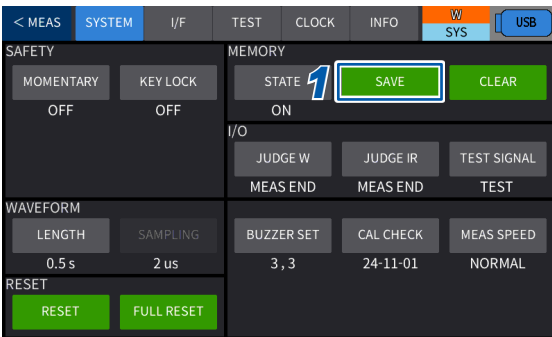 < MEAS SYSTEM I/F TEST CLOCK INFO W SYS USB
SAFETY MEMORY
MOMENTARY KEY LOCK STATE 1 SAVE CLEAR
OFF OFF ON
I/O
JUDGE W JUDGE IR TEST SIGNAL
MEAS END MEAS END TEST
WAVEFORM
LENGTH SAMPLING BUZZER SET CAL CHECK MEAS SPEED
0.5 s 2 us 3 , 3 24-11-01 NORMAL
RESET
RESET FULL RESET